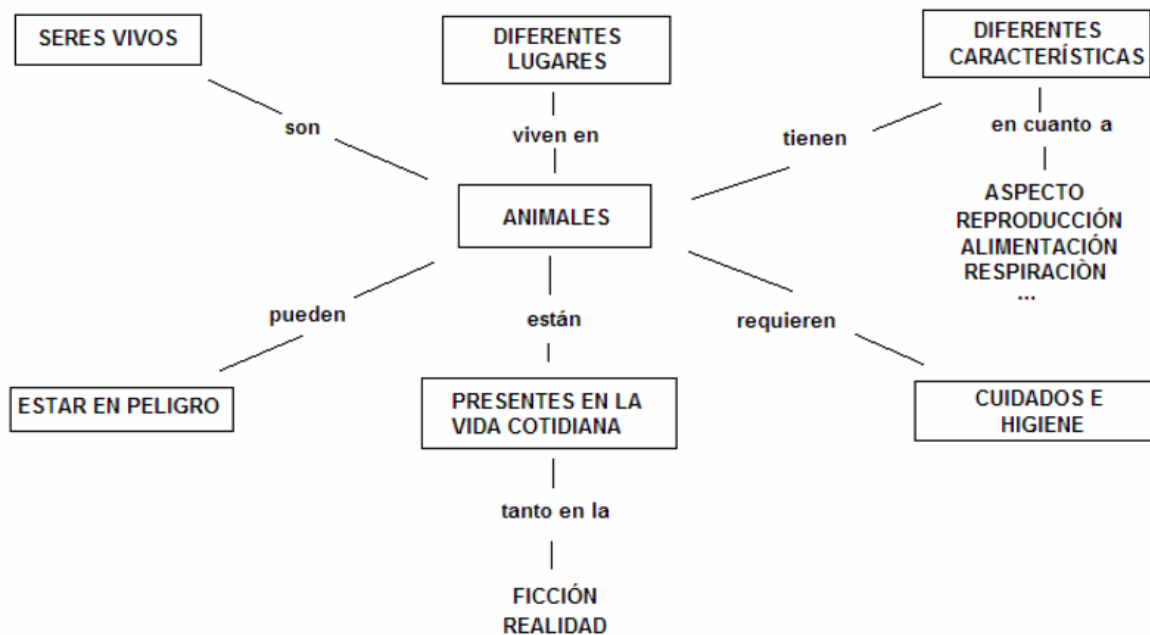 SERES VIVOS
DIFERENTES
LUGARES
DIFERENTES
CARACTERÍSTICAS
son
viven en
tienen
en cuanto a
ANIMALES
ASPECTO
REPRODUCCIÓN
ALIMENTACIÓN
RESPIRACIÒN
...
pueden
están
requieren
ESTAR EN PELIGRO
PRESENTES EN LA
VIDA COTIDIANA
CUIDADOS E
HIGIENE
tanto en la
FICCIÓN
REALIDAD